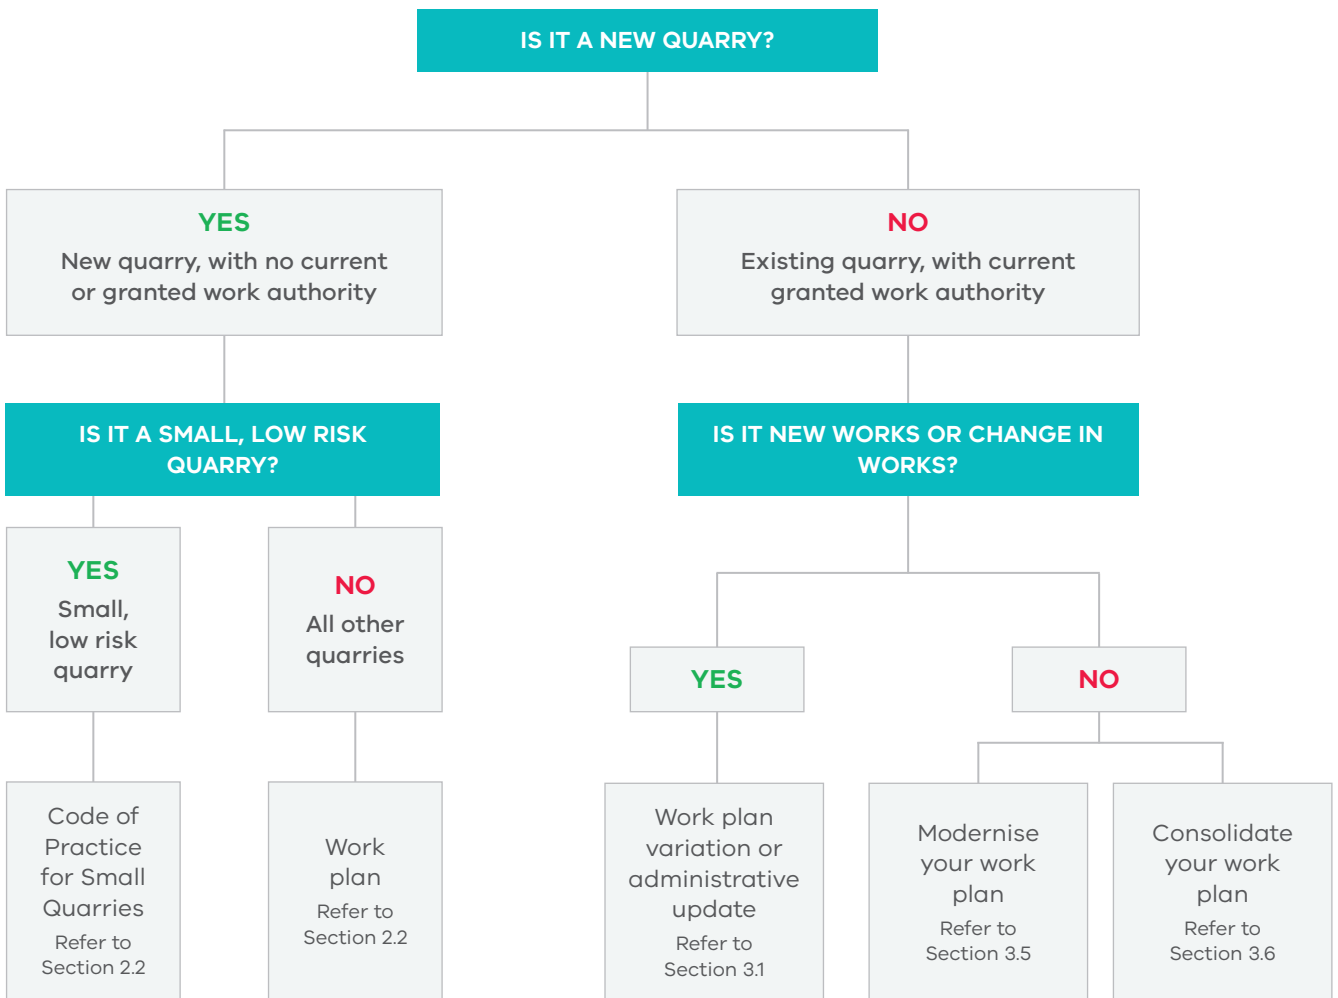 IS IT A NEW QUARRY?
YES
New quarry, with no current
or granted work authority
NO
Existing quarry, with current
granted work authority
IS IT A SMALL, LOW RISK
QUARRY?
IS IT NEW WORKS OR CHANGE IN
WORKS?
YES
Small,
low risk
quarry
NO
All other
quarries
YES
NO
Code of
Practice
for Small
Quarries
Refer to
Section 2.2
Work
plan
Refer to
Section 2.2
Work plan
variation or
administrative
update
Refer to
Section 3.1
Modernise
your work
plan
Refer to
Section 3.5
Consolidate
your work
plan
Refer to
Section 3.6